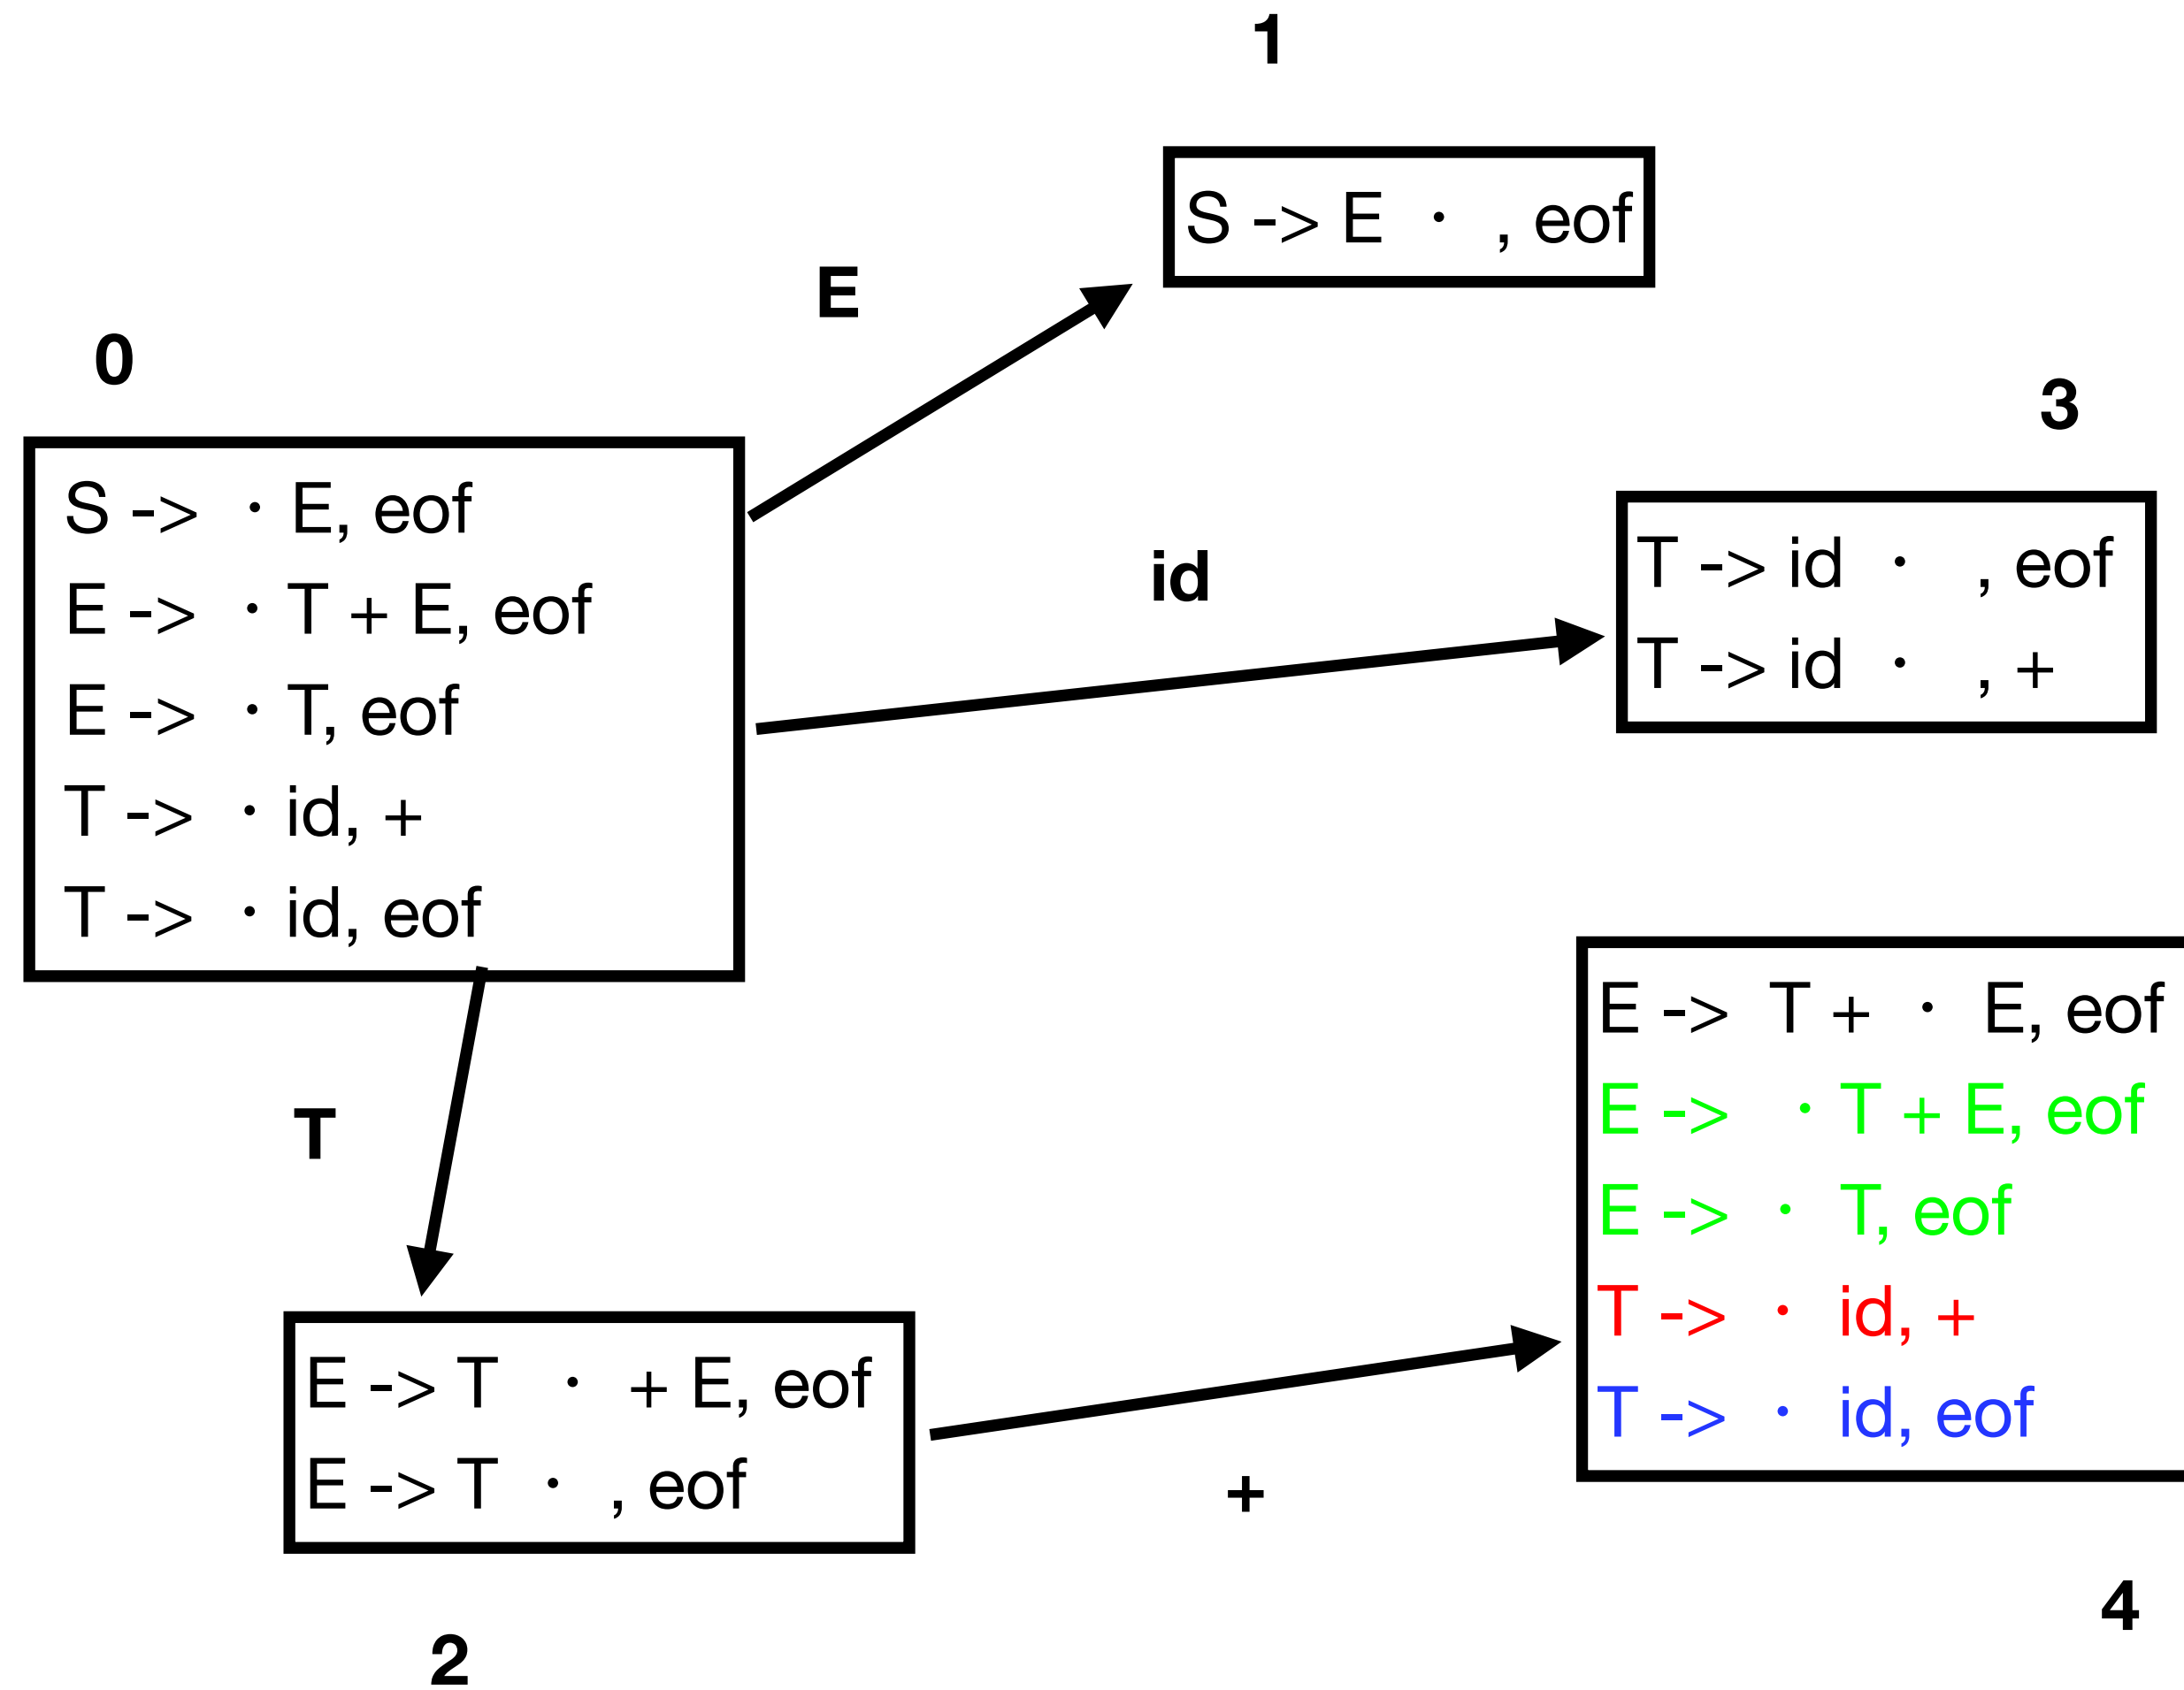 1
S -> E · , eof
E
0
3
S -> · E, eof
E -> · T + E, eof
E -> · T, eof
T -> · id, +
T -> · id, eof
id
T -> id · , eof
T -> id · , +
E -> T + · E, eof
E -> · T + E, eof
E -> · T, eof
T -> · id, +
T -> · id, eof
T
E -> T · + E, eof
E -> T · , eof
+
4
2